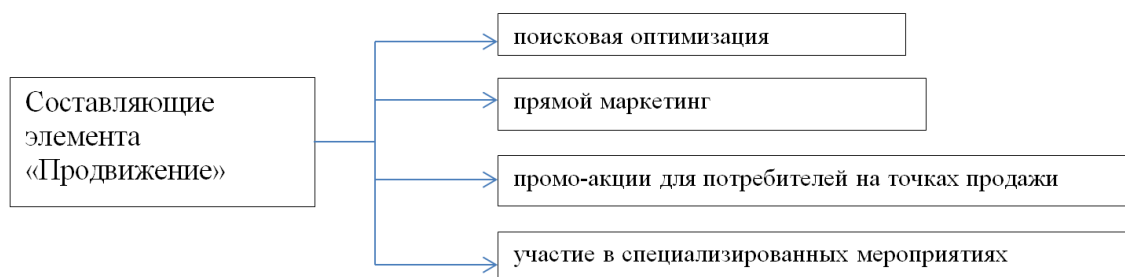 Составляющие
элемента
«Продвижение»
поисковая оптимизация
прямой маркетинг
промо-акции для потребителей на точках продажи
участие в специализированных мероприятиях